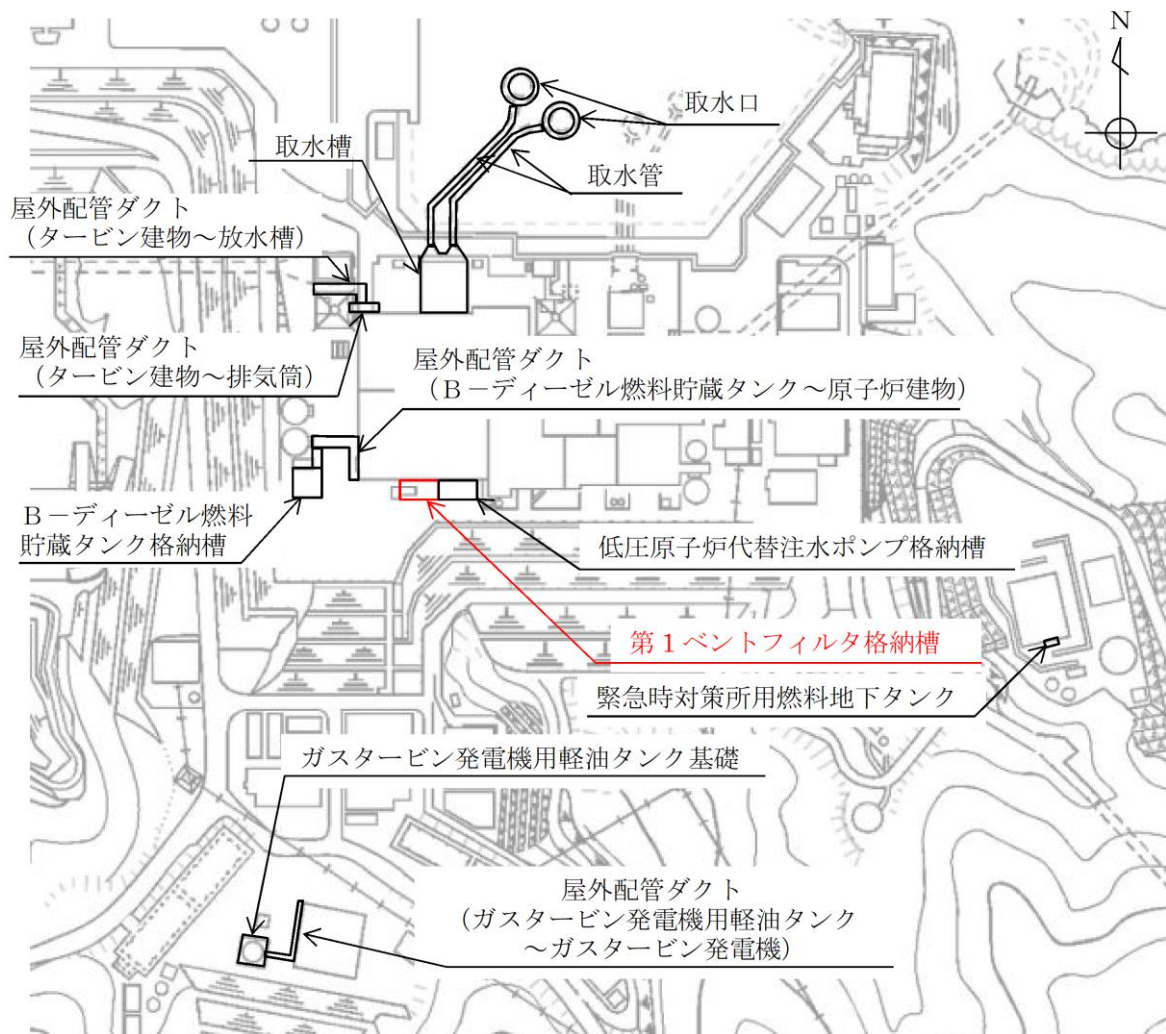 N
取水口
取水槽
取水管
屋外配管ダクト
（タービン建物～放水槽）
屋外配管ダクト
（タービン建物～排気筒）
屋外配管ダクト
（Ｂ－ディーゼル燃料貯蔵タンク～原子炉建物）
Ｂ－ディーゼル燃料
貯蔵タンク格納槽
低圧原子炉代替注水ポンプ格納槽
第１ベントフィルタ格納槽
緊急時対策所用燃料地下タンク
ガスタービン発電機用軽油タンク基礎
屋外配管ダクト
（ガスタービン発電機用軽油タンク
～ガスタービン発電機）